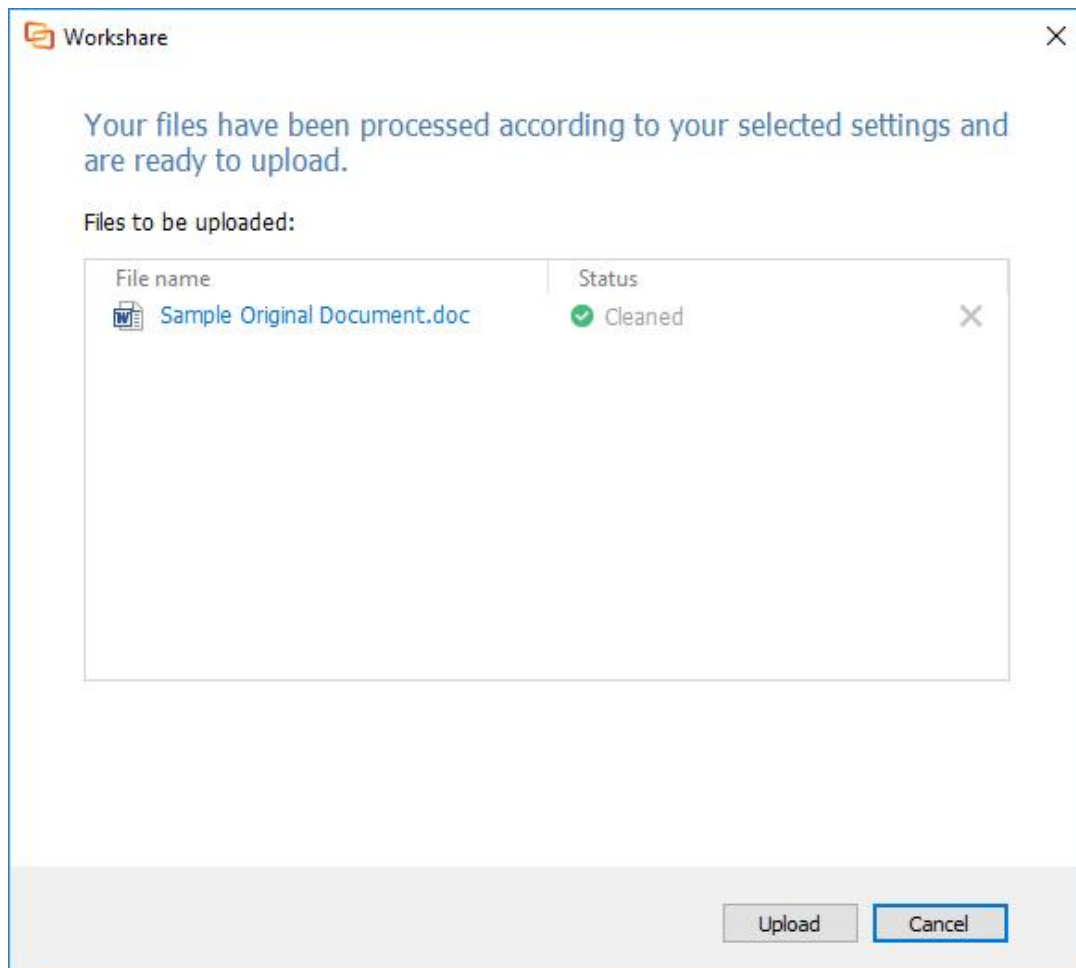 Workshare
Your files have been processed according to your selected settings and
are ready to upload.
Files to be uploaded:
File name Status
Sample Original Document.doc Cleaned
Upload Cancel